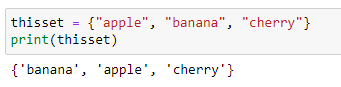 thisset = {"apple", "banana", "cherry"}
print(thisset)
{'banana', 'apple', 'cherry'}